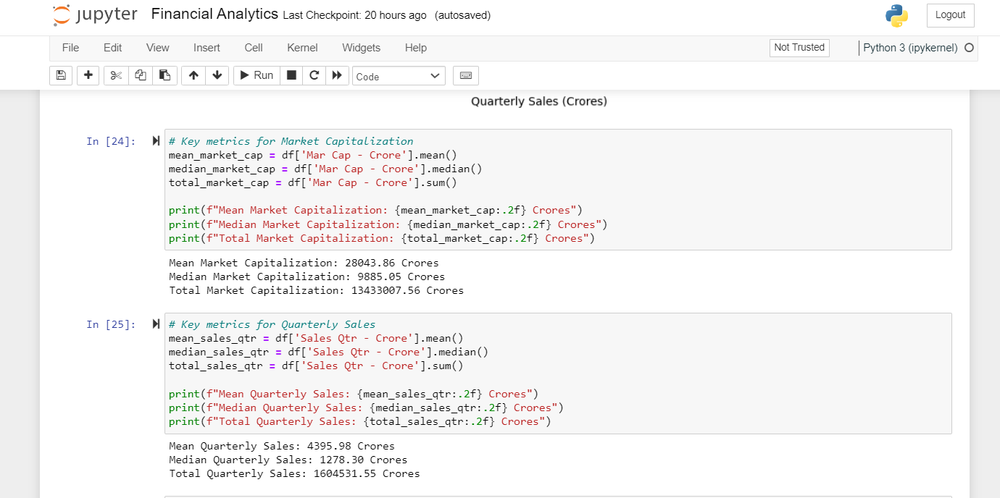 jupyter Financial Analytics Last Checkpoint: 20 hours ago (autosaved)
Logout
File Edit View Insert Cell Kernel Widgets Help Not Trusted Python 3 (ipykernel)
Run Code
Quarterly Sales (Crores)
In [24]: # Key metrics for Market Capitalization
mean_market_cap = df['Mar Cap - Crore'].mean()
median_market_cap = df['Mar Cap - Crore'].median()
total_market_cap = df['Mar Cap - Crore'].sum()
print(f"Mean Market Capitalization: {mean_market_cap:.2f} Crores")
print(f"Median Market Capitalization: {median_market_cap:.2f} Crores")
print(f"Total Market Capitalization: {total_market_cap:.2f} Crores")
Mean Market Capitalization: 28043.86 Crores
Median Market Capitalization: 9885.05 Crores
Total Market Capitalization: 13433007.56 Crores
In [25]: # Key metrics for Quarterly Sales
mean_sales_qtr = df['Sales Qtr - Crore'].mean()
median_sales_qtr = df['Sales Qtr - Crore'].median()
total_sales_qtr = df['Sales Qtr - Crore'].sum()
print(f"Mean Quarterly Sales: {mean_sales_qtr:.2f} Crores")
print(f"Median Quarterly Sales: {median_sales_qtr:.2f} Crores")
print(f"Total Quarterly Sales: {total_sales_qtr:.2f} Crores")
Mean Quarterly Sales: 4395.98 Crores
Median Quarterly Sales: 1278.30 Crores
Total Quarterly Sales: 1604531.55 Crores